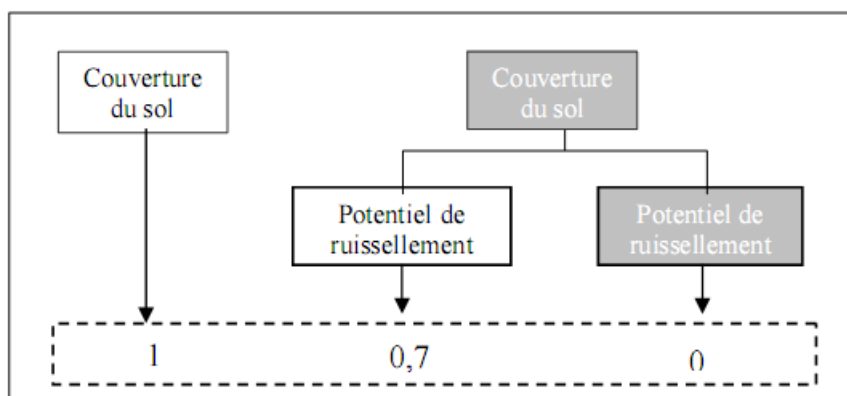 Couverture
du sol
Couverture
du sol
Potentiel de
ruissellement
Potentiel de
ruissellement
1
0,7
0